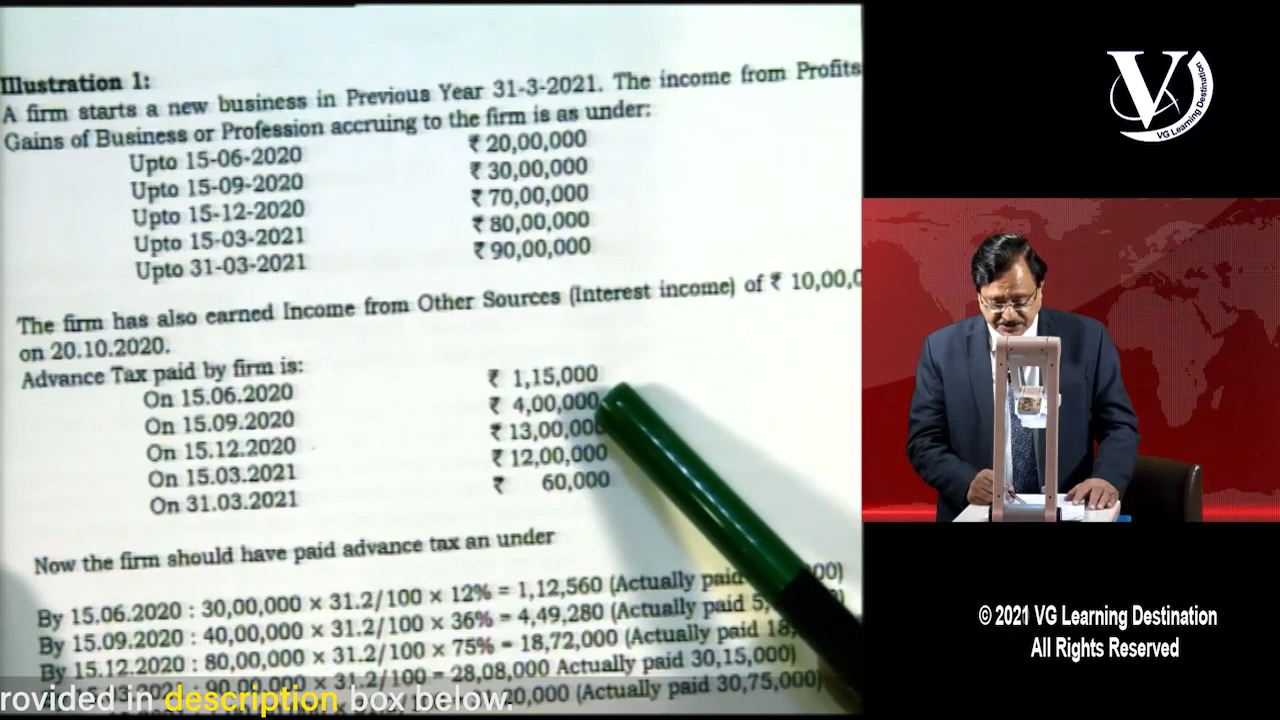 Illustration 1:
A firm starts a new business in Previous Year 31-3-2021. The income from Profits
Gains of Business or Profession accruing to the firm is as under:
Upto 15-06-2020 ₹ 20,00,000
Upto 15-09-2020 ₹ 30,00,000
Upto 15-12-2020 ₹ 70,00,000
Upto 15-03-2021 ₹ 80,00,000
Upto 31-03-2021 ₹ 90,00,000
The firm has also earned Income from Other Sources (Interest income) of ₹ 10,00,0
on 20.10.2020.
Advance Tax paid by firm is:
On 15.06.2020 ₹ 1,15,000
On 15.09.2020 ₹ 4,00,000
On 15.12.2020 ₹ 13,00,000
On 15.03.2021 ₹ 12,00,000
On 31.03.2021 ₹ 60,000
Now the firm should have paid advance tax an under
By 15.06.2020 : 30,00,000 × 31.2/100 × 12% = 1,12,560 (Actually paid 00)
By 15.09.2020 : 40,00,000 × 31.2/100 × 36% = 4,49,280 (Actually paid 5,
By 15.12.2020 : 80,00,000 × 31.2/100 × 75% = 18,72,000 (Actually paid 18,
90,00,000 × 31.2/100 = 28,08,000 Actually paid 30,15,000)
20,000 (Actually paid 30,75,000)
rovided in description box below.
V
VG Learning Destination
© 2021 VG Learning Destination
All Rights Reserved